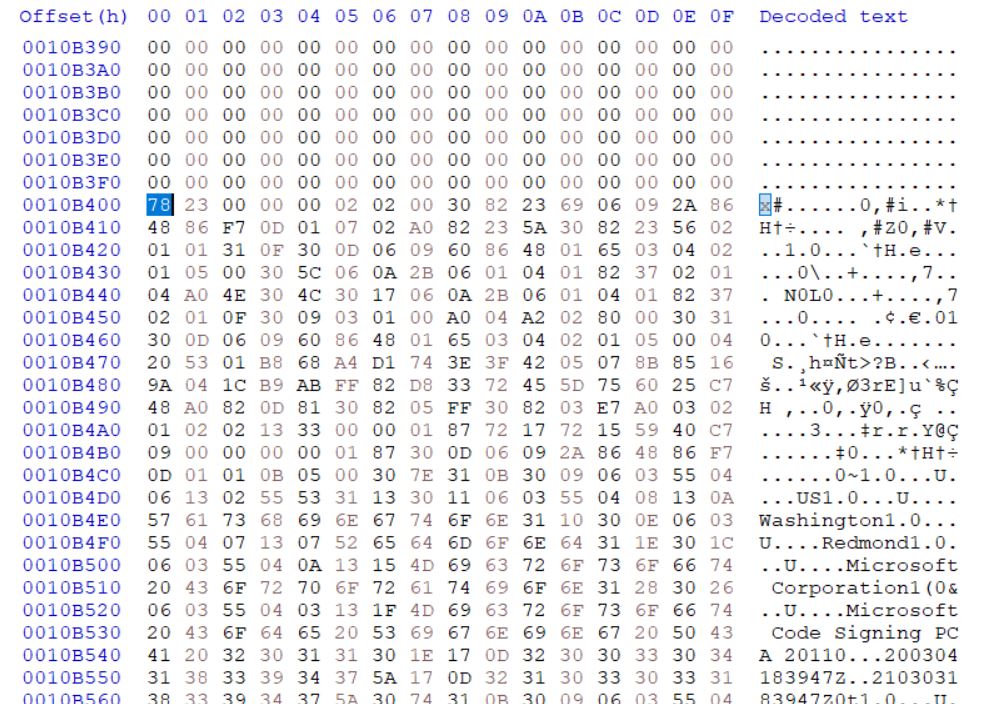 Offset(h) 00 01 02 03 04 05 06 07 08 09 0A 0B 0C 0D 0E 0F Decoded text
0010B390 00 00 00 00 00 00 00 00 00 00 00 00 00 00 00 00 ................
0010B3A0 00 00 00 00 00 00 00 00 00 00 00 00 00 00 00 00 ................
0010B3B0 00 00 00 00 00 00 00 00 00 00 00 00 00 00 00 00 ................
0010B3C0 00 00 00 00 00 00 00 00 00 00 00 00 00 00 00 00 ................
0010B3D0 00 00 00 00 00 00 00 00 00 00 00 00 00 00 00 00 ................
0010B3E0 00 00 00 00 00 00 00 00 00 00 00 00 00 00 00 00 ................
0010B3F0 00 00 00 00 00 00 00 00 00 00 00 00 00 00 00 00 ................
0010B400 78 23 00 00 00 02 02 00 30 82 23 69 06 09 2A 86 x#......0‚#i..*†
0010B410 48 86 F7 0D 01 07 02 A0 82 23 5A 30 82 23 56 02 H†÷.... ‚#Z0‚#V.
0010B420 01 01 31 0F 30 0D 06 09 60 86 48 01 65 03 04 02 ..1.0...`†H.e...
0010B430 01 05 00 30 5C 06 0A 2B 06 01 04 01 82 37 02 01 ...0\..+....‚7..
0010B440 04 A0 4E 30 4C 30 17 06 0A 2B 06 01 04 01 82 37 . N0L0...+....‚7
0010B450 02 01 0F 30 09 03 01 00 A0 04 A2 02 80 00 30 31 ...0.... .¢.€.01
0010B460 30 0D 06 09 60 86 48 01 65 03 04 02 01 05 00 04 0...`†H.e.......
0010B470 20 53 01 B8 68 A4 D1 74 3E 3F 42 05 07 8B 85 16  S.¸h¤Ñt>?B..‹….
0010B480 9A 04 1C B9 AB FF 82 D8 33 72 45 5D 75 60 25 C7 š..¹«ÿ‚Ø3rE]u`%Ç
0010B490 48 A0 82 0D 81 30 82 05 FF 30 82 03 E7 A0 03 02 H ‚..0‚.ÿ0‚.ç ..
0010B4A0 01 02 02 13 33 00 00 01 87 72 17 72 15 59 40 C7 ....3...‡r.r.Y@Ç
0010B4B0 09 00 00 00 00 01 87 30 0D 06 09 2A 86 48 86 F7 ......‡0...*†H†÷
0010B4C0 0D 01 01 0B 05 00 30 7E 31 0B 30 09 06 03 55 04 ......0~1.0...U.
0010B4D0 06 13 02 55 53 31 13 30 11 06 03 55 04 08 13 0A ...US1.0...U....
0010B4E0 57 61 73 68 69 6E 67 74 6F 6E 31 10 30 0E 06 03 Washington1.0...
0010B4F0 55 04 07 13 07 52 65 64 6D 6F 6E 64 31 1E 30 1C U....Redmond1.0.
0010B500 06 03 55 04 0A 13 15 4D 69 63 72 6F 73 6F 66 74 ..U....Microsoft
0010B510 20 43 6F 72 70 6F 72 61 74 69 6F 6E 31 28 30 26  Corporation1(0&
0010B520 06 03 55 04 03 13 1F 4D 69 63 72 6F 73 6F 66 74 ..U....Microsoft
0010B530 20 43 6F 64 65 20 53 69 67 6E 69 6E 67 20 50 43  Code Signing PC
0010B540 41 20 32 30 31 31 30 1E 17 0D 32 30 30 33 30 34 A 20110...200304
0010B550 31 38 33 39 34 37 5A 17 0D 32 31 30 33 30 33 31 183947Z..2103031
0010B560 38 33 39 34 37 5A 30 74 31 0B 30 09 06 03 55 04 83947Z0t1.0...U.